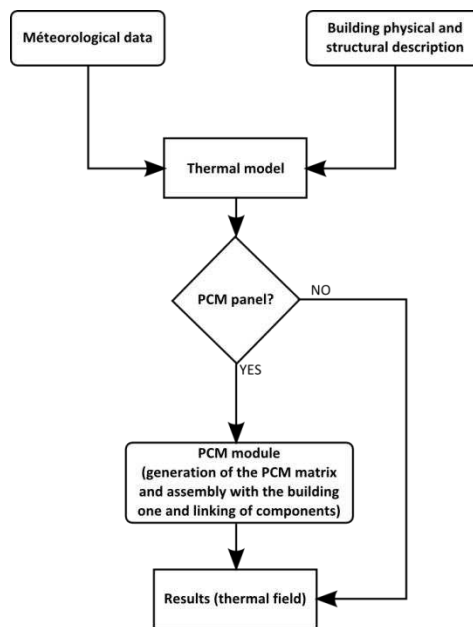 Méteorological data
Building physical and
structural description
Thermal model
PCM panel?
NO
YES
PCM module
(generation of the PCM matrix
and assembly with the building
one and linking of components)
Results (thermal field)